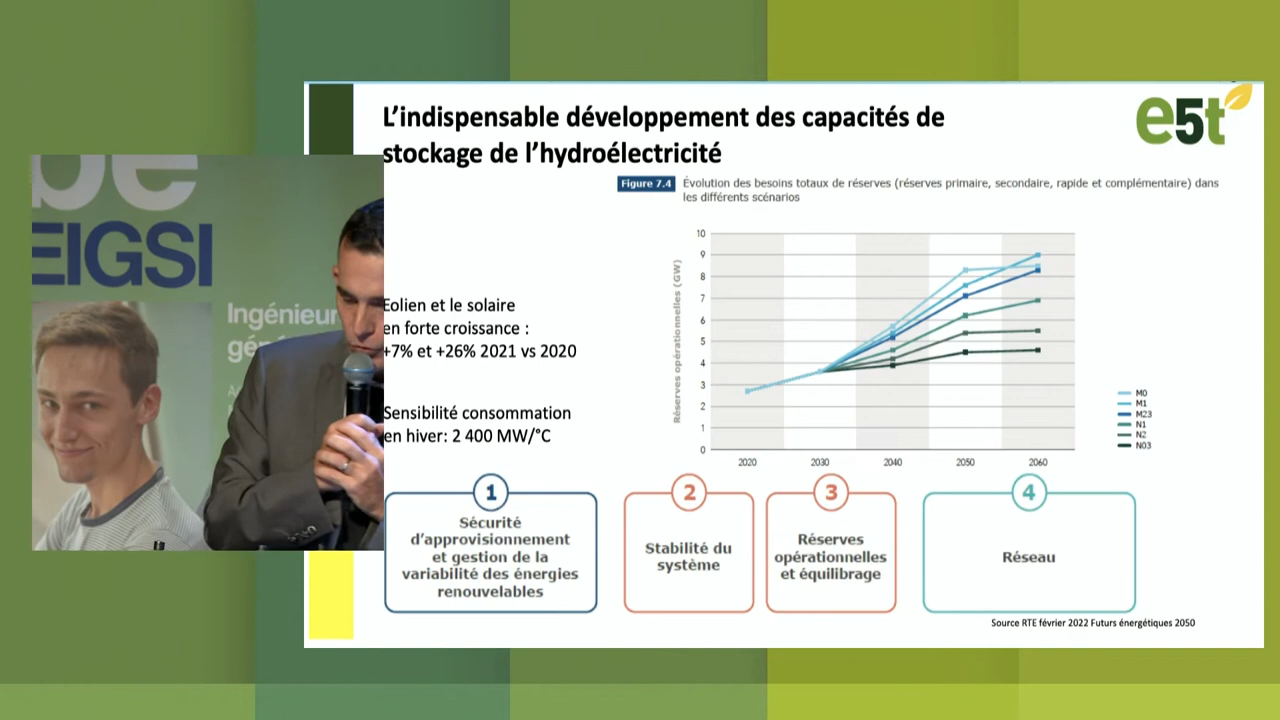 L'indispensable développement des capacités de
stockage de l'hydroélectricité
e5t
Figure 7.4 Évolution des besoins totaux de réserves (réserves primaire, secondaire, rapide et complémentaire) dans
les différents scénarios
be
EIGSI
Ingénieur
Eolien et le solaire
en forte croissance :
+7% et +26% 2021 vs 2020
Sensibilité consommation
en hiver: 2 400 MW/°C
Réserves opérationnelles (GW)
10
9
8
7
6
5
4
3
2
1
0
2020 2030 2040 2050 2060
M0
M1
M23
N1
N2
N03
1
Sécurité
d'approvisionnement
et gestion de la
variabilité des énergies
renouvelables
2
Stabilité du
système
3
Réserves
opérationnelles
et équilibrage
4
Réseau
Source RTE février 2022 Futurs énergétiques 2050